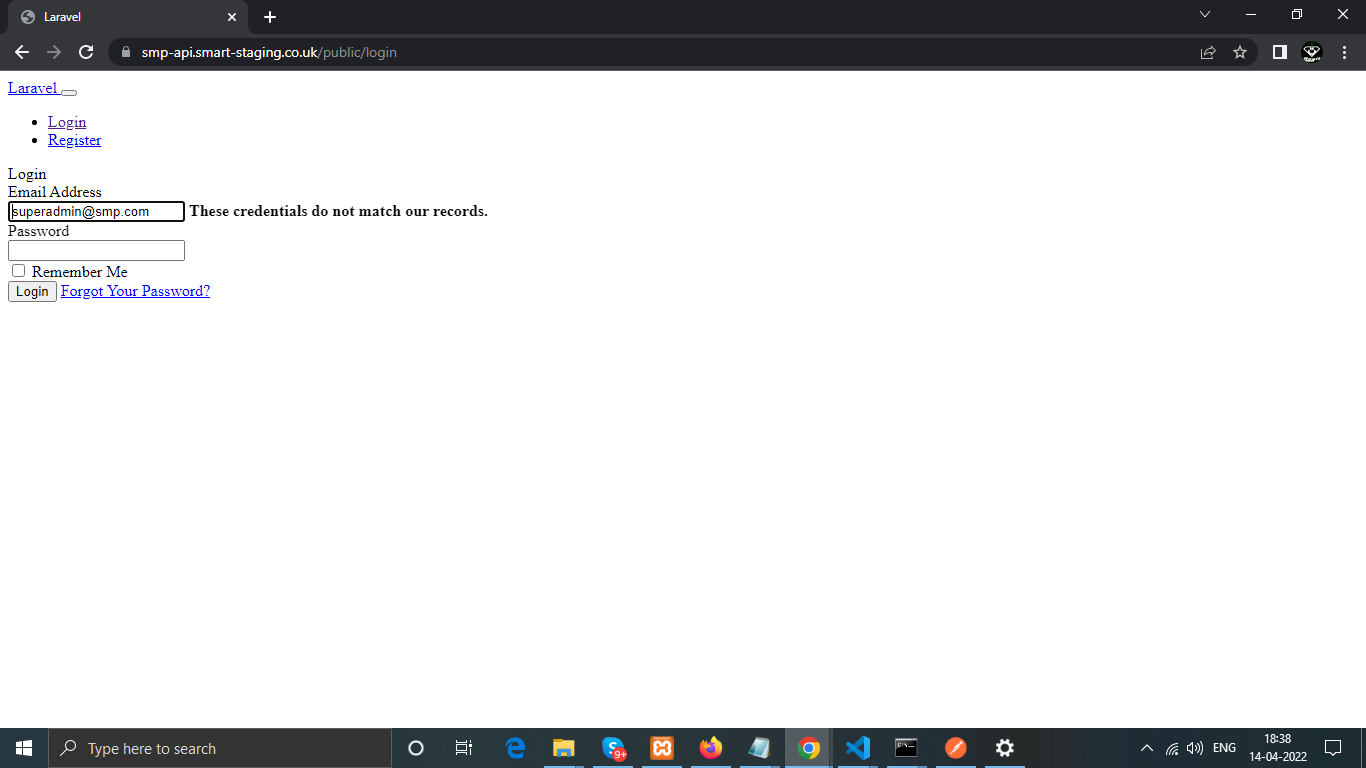 Laravel
smp-api.smart-staging.co.uk/public/login
Laravel
Login
Register
Login
Email Address
superadmin@smp.com These credentials do not match our records.
Password
Remember Me
Login Forgot Your Password?
Type here to search
9+
ENG
18:38
14-04-2022